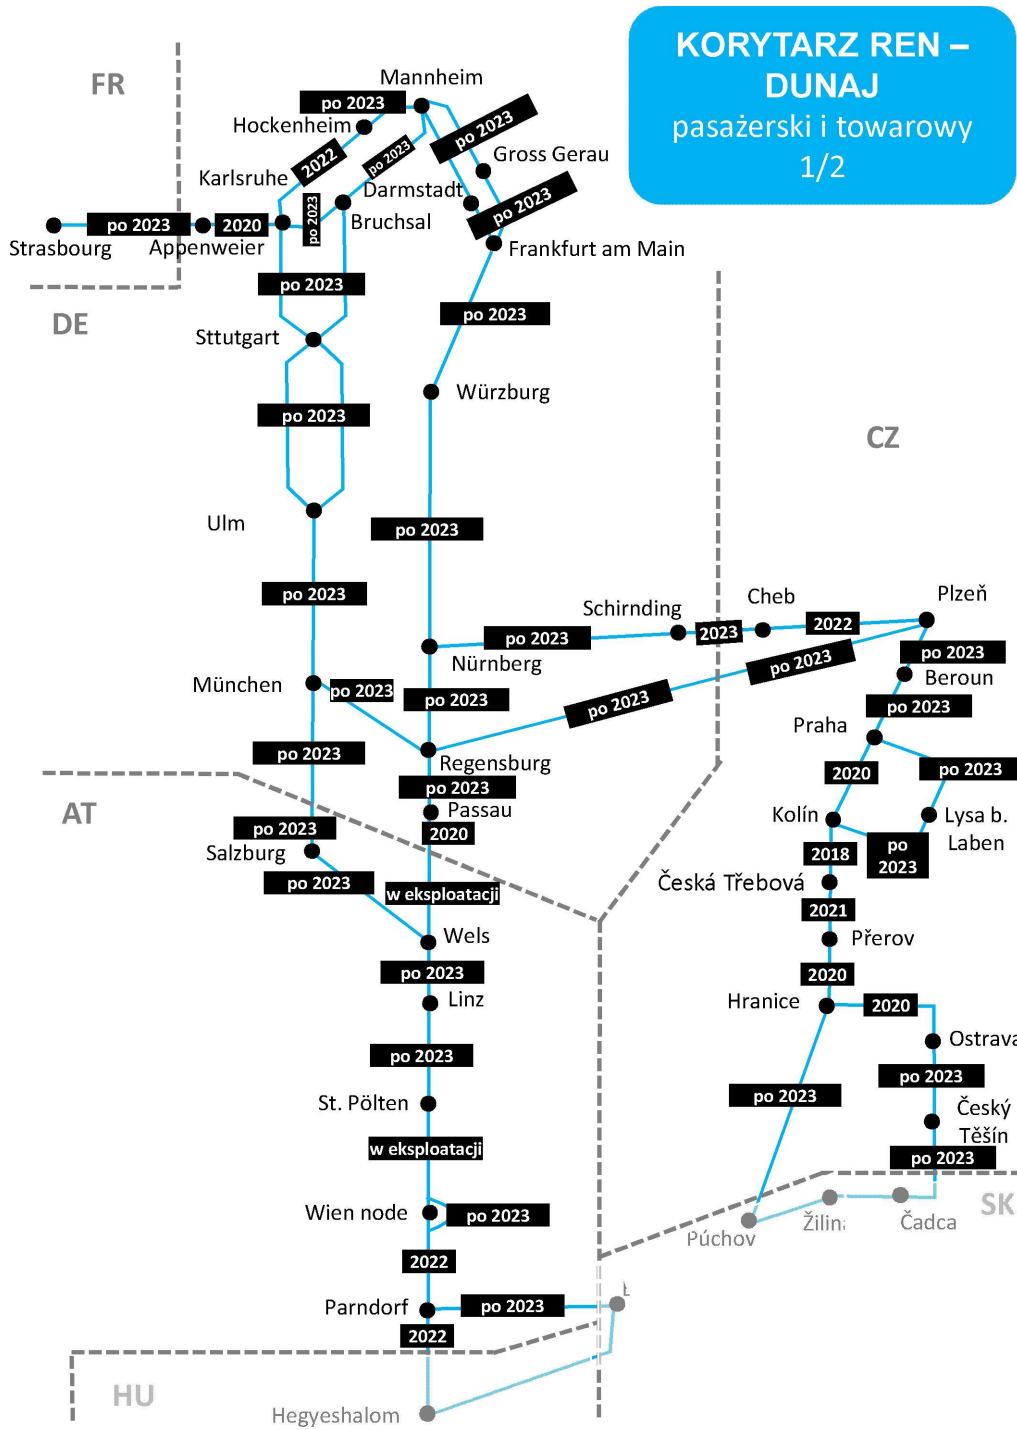 KORYTARZ REN –
DUNAJ
pasażerski i towarowy
1/2
FR
Mannheim
po 2023
Hockenheim
po 2023
po 2023
2022
Gross Gerau
Karlsruhe
Darmstadt
po 2023
po 2023
Bruchsal
po 2023
2020
Strasbourg
Appenweier
Frankfurt am Main
po 2023
DE
po 2023
Sttutgart
Würzburg
po 2023
CZ
Ulm
po 2023
po 2023
Schirnding
Cheb
Plzeň
po 2023
2023
2022
Nürnberg
po 2023
po 2023
Beroun
München
po 2023
po 2023
po 2023
po 2023
Praha
po 2023
Regensburg
2020
po 2023
po 2023
AT
Passau
Kolín
Lysa b.
Laben
po 2023
2020
Salzburg
2018
po
2023
po 2023
w eksploatacji
Česká Třebová
2021
Wels
Přerov
po 2023
2020
Linz
Hranice
2020
Ostrava
po 2023
po 2023
po 2023
St. Pölten
Český
Těšín
w eksploatacji
po 2023
Wien node
po 2023
SK
Žilina
Čadca
Púchov
2022
Parndorf
po 2023
2022
HU
Hegyeshalom